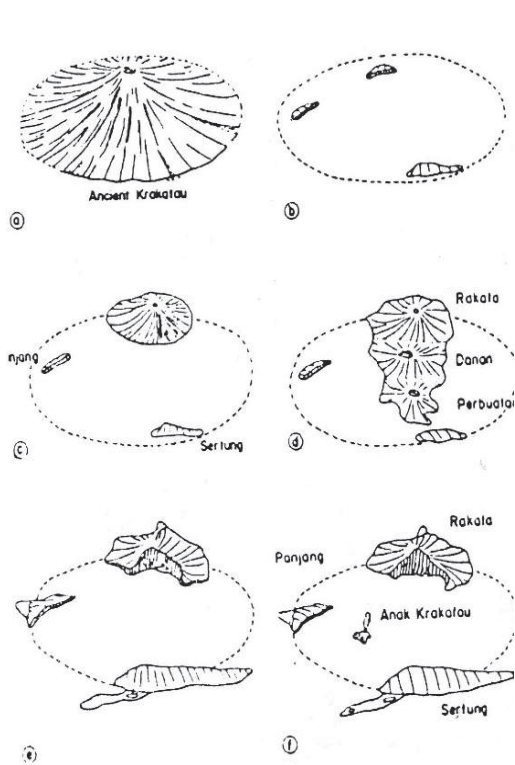 Ancient Krakatau
a
b
Rakata
njang
Danan
Perbuatan
Sertung
c
d
Rakata
Panjang
Anak Krakatau
Sertung
e
f